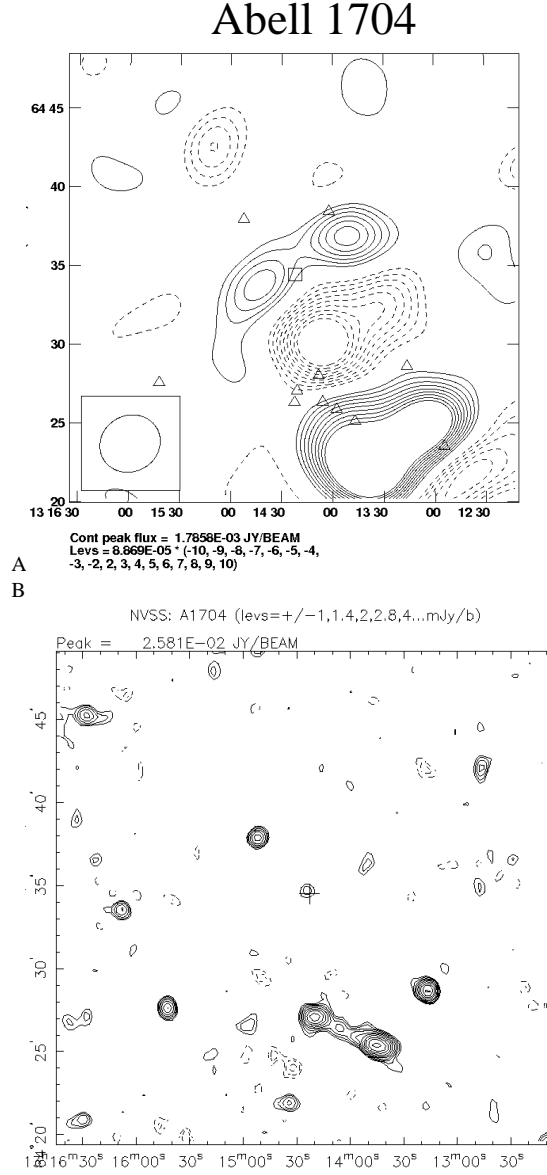 Abell 1704
64 45
40
35
30
25
20
13 16 30 00 15 30 00 14 30 00 13 30 00 12 30
Cont peak flux = 1.7858E-03 JY/BEAM
Levs = 8.869E-05 * (-10, -9, -8, -7, -6, -5, -4,
-3, -2, 2, 3, 4, 5, 6, 7, 8, 9, 10)
A
B
NVSS: A1704 (levs=+/-1,1.4,2,2.8,4...mJy/b)
Peak = 2.581E-02 JY/BEAM
45'
40'
35'
30'
25'
20'
16ᵐ30ˢ 16ᵐ00ˢ 30ˢ 15ᵐ00ˢ 30ˢ 14ᵐ00ˢ 30ˢ 13ᵐ00ˢ 30ˢ